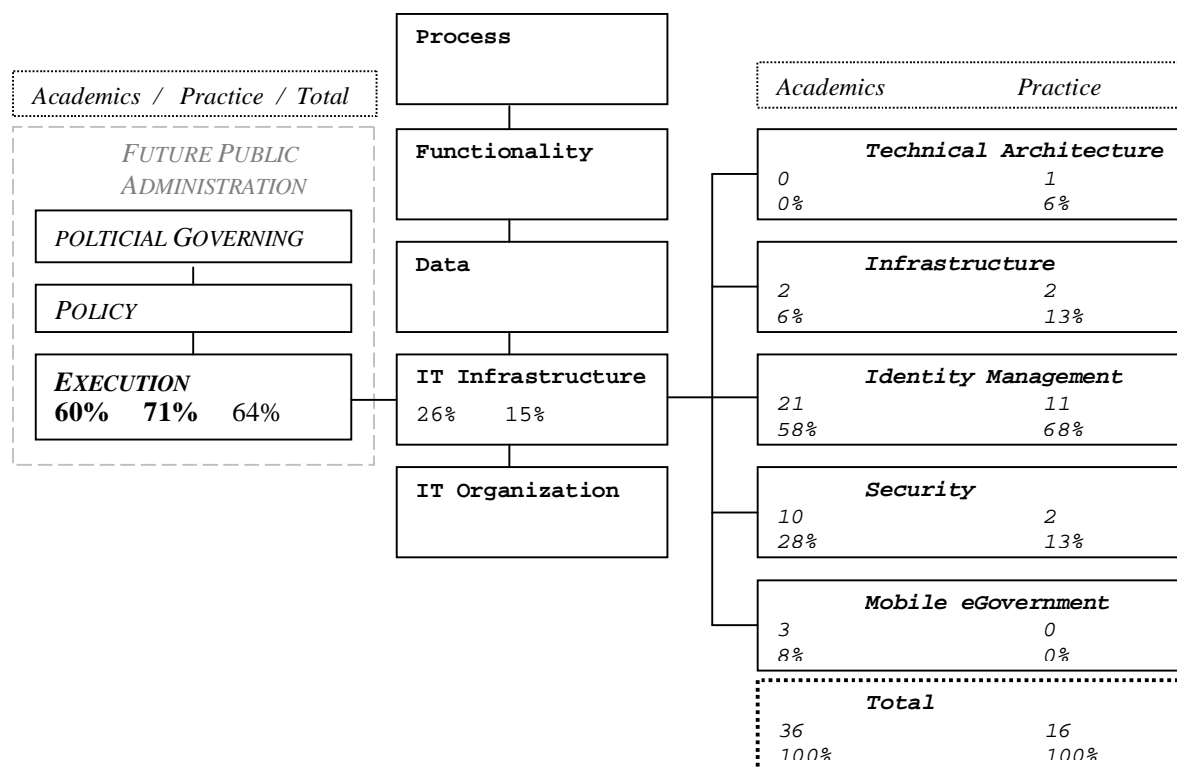 Academics / Practice / Total
FUTURE PUBLIC
ADMINISTRATION
POLTICIAL GOVERNING
POLICY
EXECUTION
60% 71% 64%
Process
Functionality
Data
IT Infrastructure
26% 15%
IT Organization
Academics Practice
Technical Architecture
0 1
0% 6%
Infrastructure
2 2
6% 13%
Identity Management
21 11
58% 68%
Security
10 2
28% 13%
Mobile eGovernment
3 0
8% 0%
Total
36 16
100% 100%